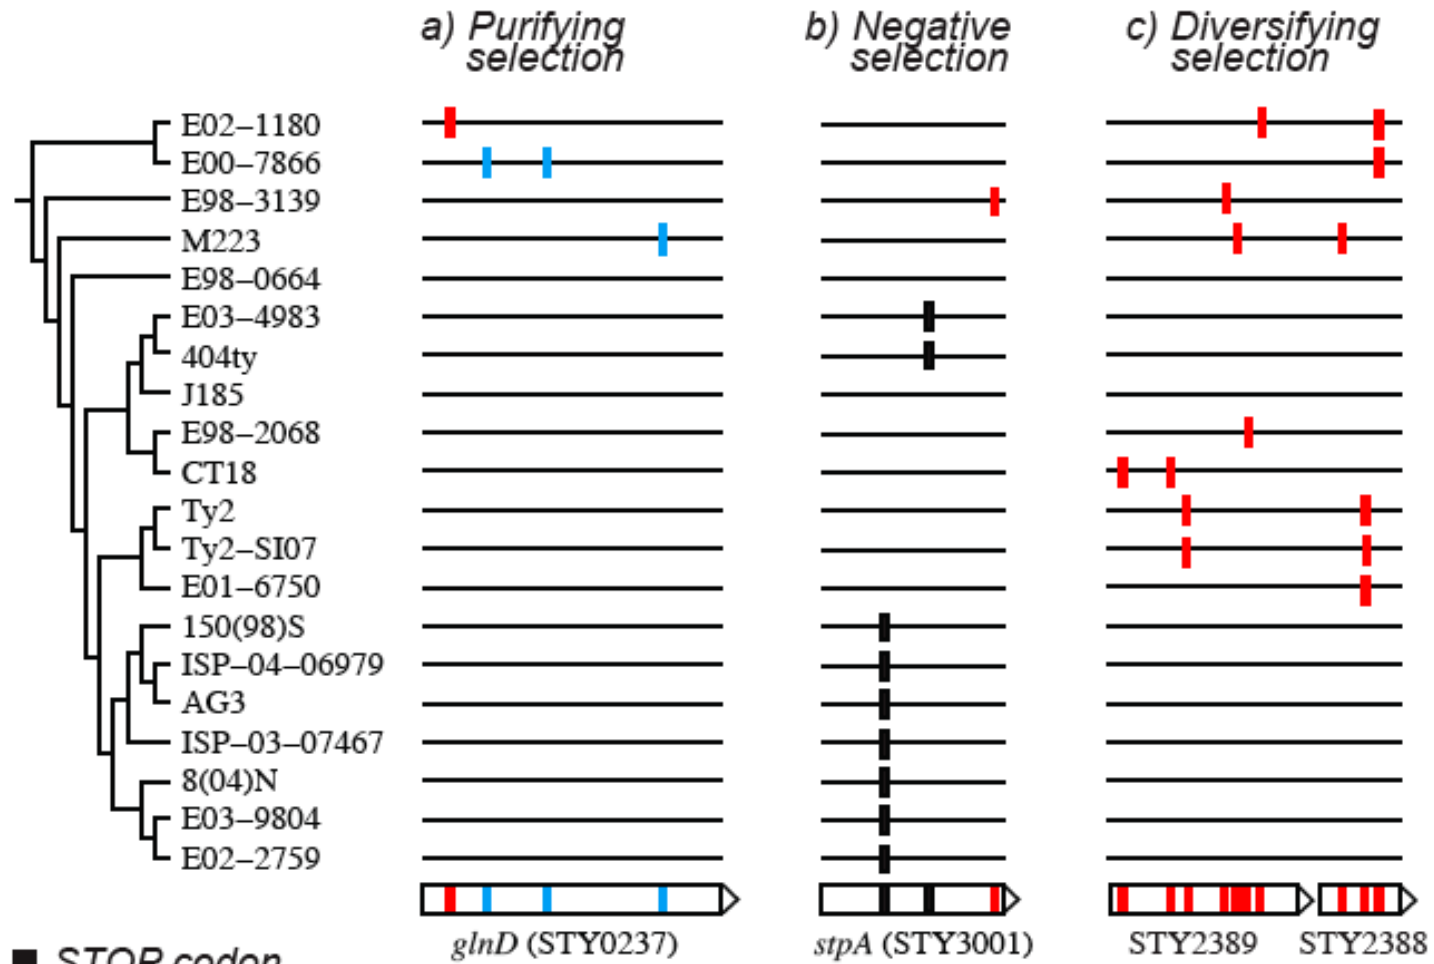 a) Purifying
selection
b) Negative
selection
c) Diversifying
selection
E02–1180
E00–7866
E98–3139
M223
E98–0664
E03–4983
404ty
J185
E98–2068
CT18
Ty2
Ty2–SI07
E01–6750
150(98)S
ISP–04–06979
AG3
ISP–03–07467
8(04)N
E03–9804
E02–2759
glnD (STY0237)
stpA (STY3001)
STY2389
STY2388
STOP codon